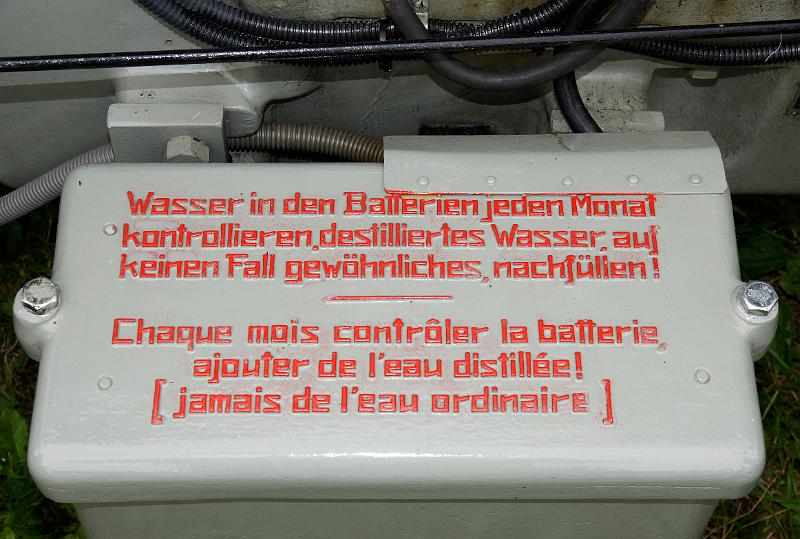 Wasser in den Batterien jeden Monat
kontrollieren, destilliertes Wasser, auf
keinen Fall gewöhnliches, nachfüllen!
Chaque mois contrôler la batterie,
ajouter de l'eau distillée!
[jamais de l'eau ordinaire]